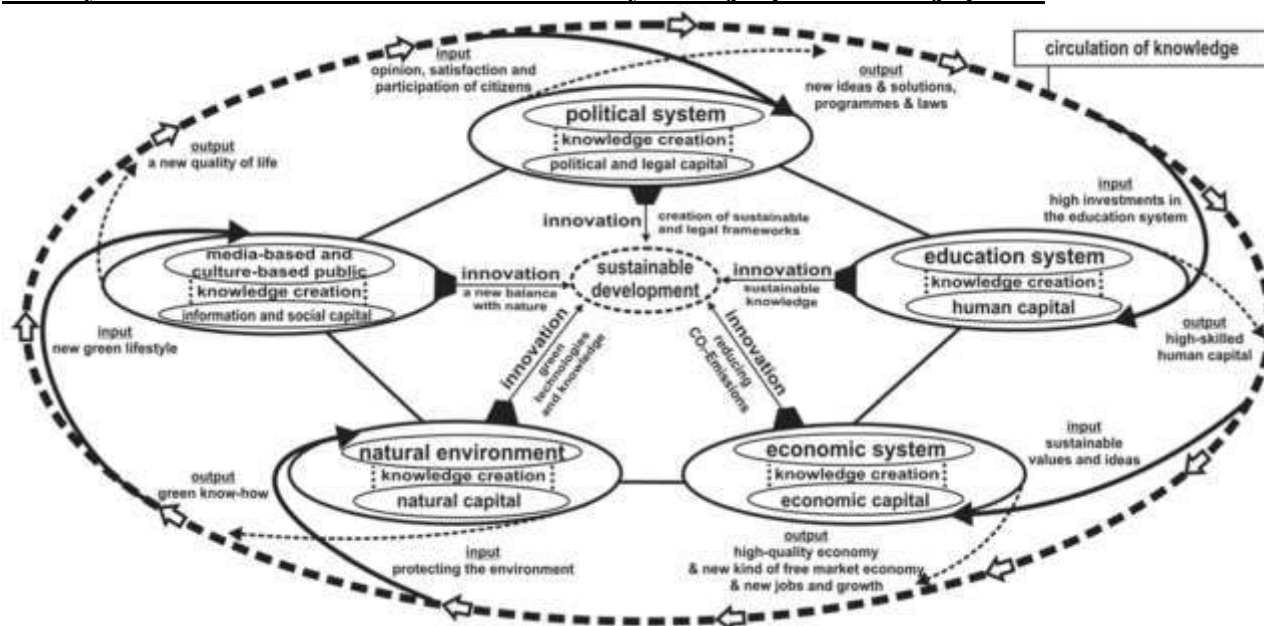 circulation of knowledge
input
opinion, satisfaction and
participation of citizens
output
new ideas & solutions,
programmes & laws
political system
knowledge creation
political and legal capital
output
a new quality of life
input
high investments in
the education system
innovation
creation of sustainable
and legal frameworks
media-based and
culture-based public
knowledge creation
information and social capital
innovation
a new balance
with nature
sustainable
development
innovation
sustainable
knowledge
education system
knowledge creation
human capital
input
new green lifestyle
output
high-skilled
human capital
innovation
green
technologies
and knowledge
innovation
reducing
CO₂-Emissions
natural environment
knowledge creation
natural capital
economic system
knowledge creation
economic capital
input
sustainable
values and ideas
output
green know-how
input
protecting the environment
output
high-quality economy
& new kind of free market economy
& new jobs and growth